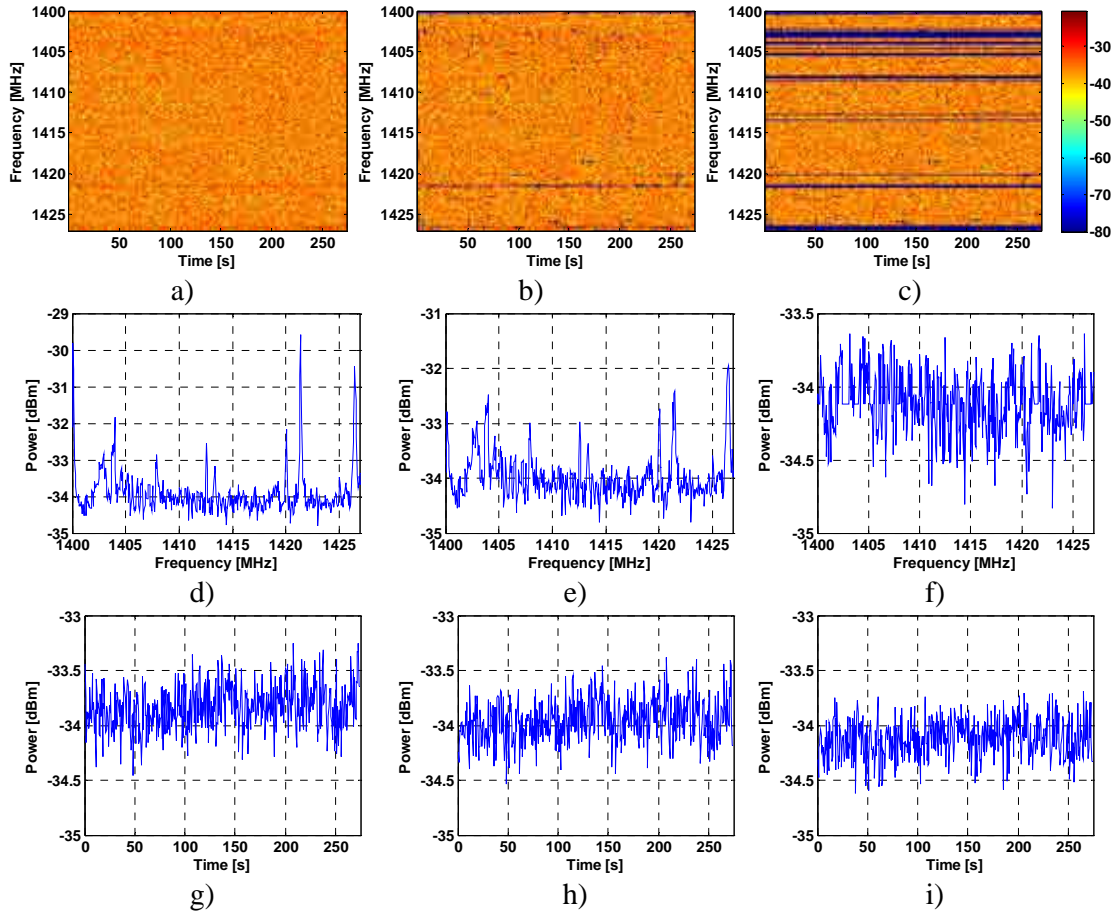 1400
1405
1410
1415
1420
1425
Frequency [MHz]
50 100 150 200 250
Time [s]
a)
1400
1405
1410
1415
1420
1425
Frequency [MHz]
50 100 150 200 250
Time [s]
b)
1400
1405
1410
1415
1420
1425
Frequency [MHz]
50 100 150 200 250
Time [s]
c)
-30
-40
-50
-60
-70
-80
-29
-30
-31
-32
-33
-34
-35
Power [dBm]
1400 1405 1410 1415 1420 1425
Frequency [MHz]
d)
-31
-32
-33
-34
-35
Power [dBm]
1400 1405 1410 1415 1420 1425
Frequency [MHz]
e)
-33.5
-34
-34.5
-35
Power [dBm]
1400 1405 1410 1415 1420 1425
Frequency [MHz]
f)
-33
-33.5
-34
-34.5
-35
Power [dBm]
0 50 100 150 200 250
Time [s]
g)
-33
-33.5
-34
-34.5
-35
Power [dBm]
0 50 100 150 200 250
Time [s]
h)
-33
-33.5
-34
-34.5
-35
Power [dBm]
0 50 100 150 200 250
Time [s]
i)